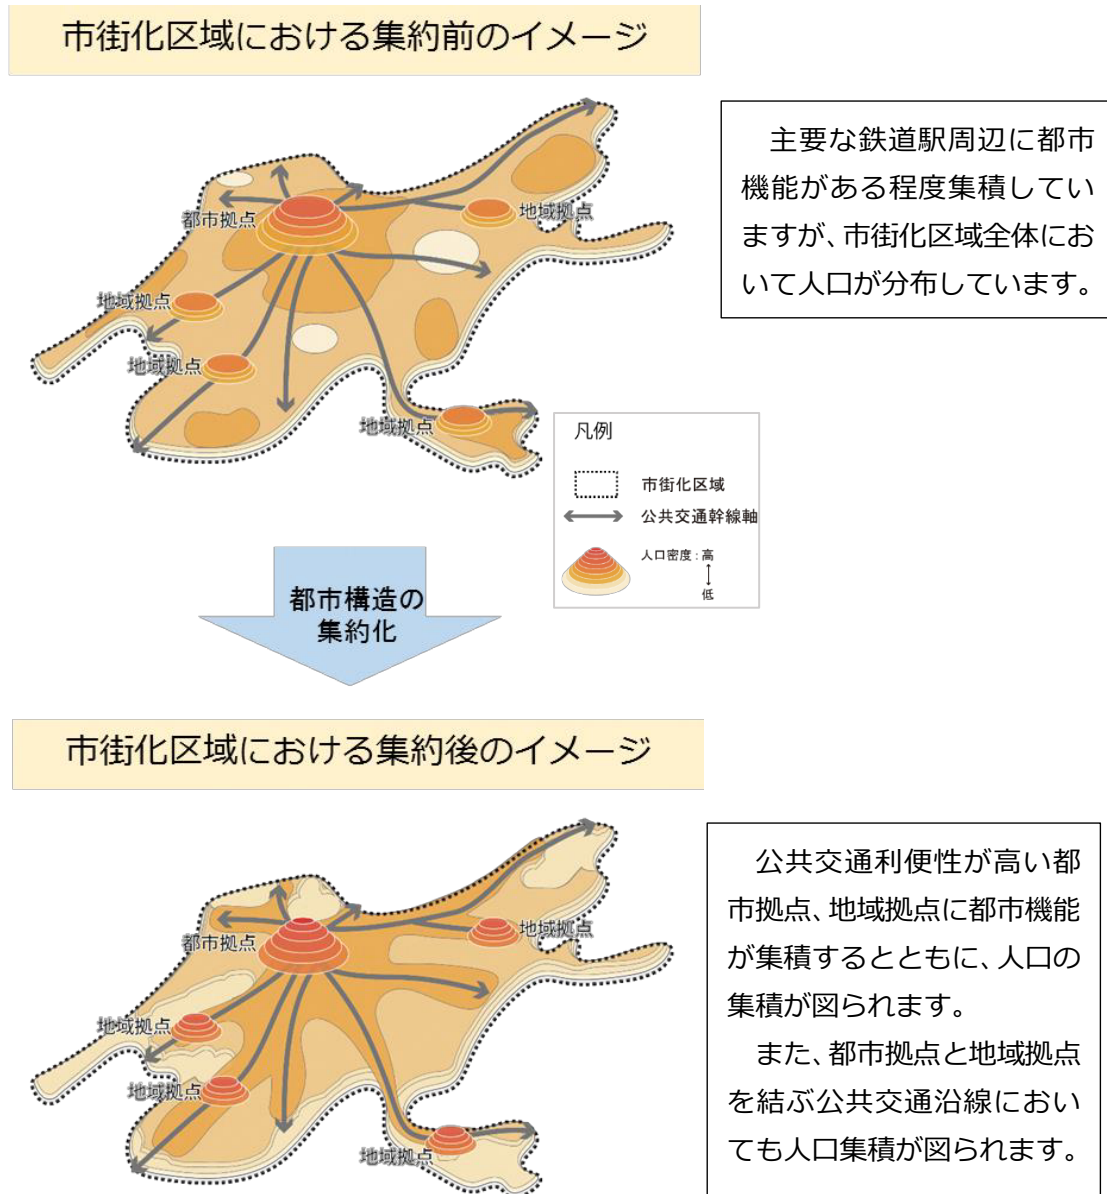 市街化区域における集約前のイメージ
主要な鉄道駅周辺に都市
機能がある程度集積してい
ますが、市街化区域全体にお
いて人口が分布しています。
都市拠点
地域拠点
地域拠点
地域拠点
地域拠点
凡例
市街化区域
公共交通幹線軸
人口密度：高
低
都市構造の
集約化
市街化区域における集約後のイメージ
公共交通利便性が高い都
市拠点、地域拠点に都市機能
が集積するとともに、人口の
集積が図られます。
また、都市拠点と地域拠点
を結ぶ公共交通沿線におい
ても人口集積が図られます。
都市拠点
地域拠点
地域拠点
地域拠点
地域拠点